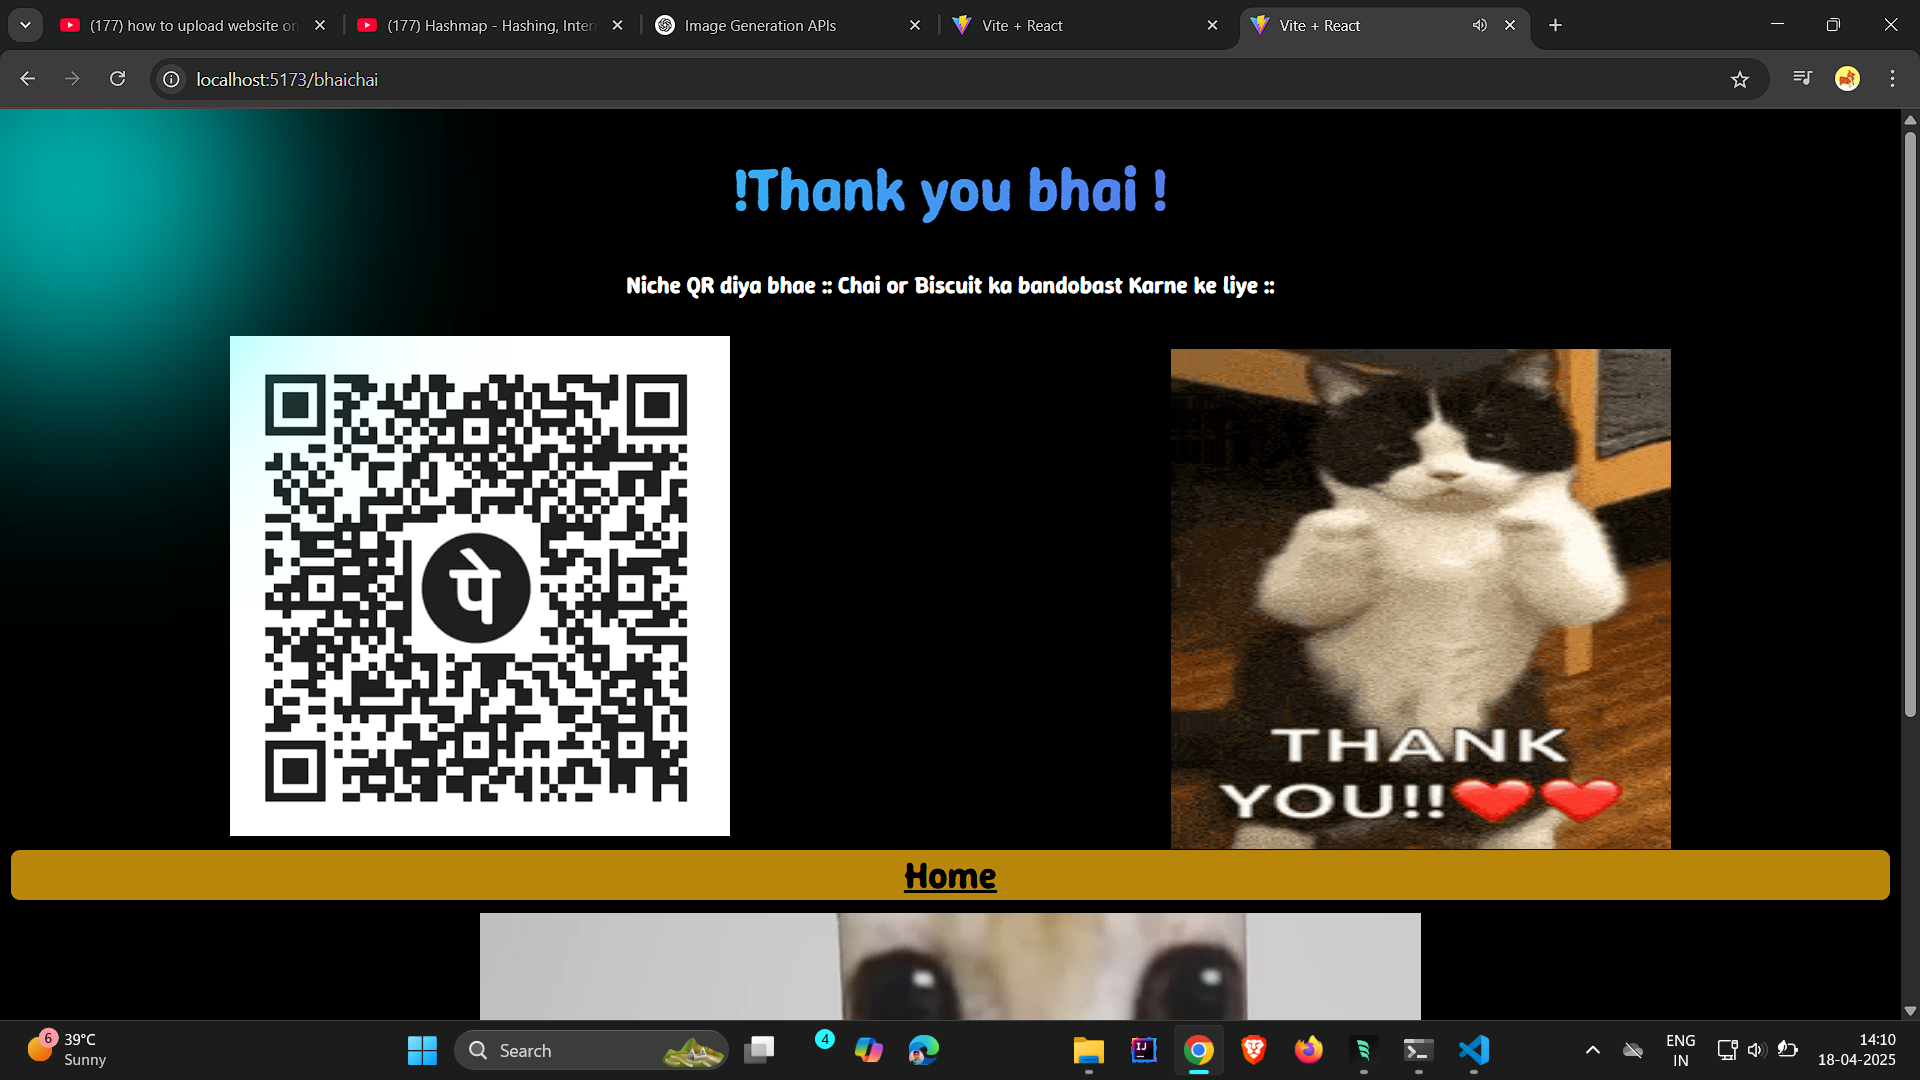 (177) how to upload website on
(177) Hashmap - Hashing, Inter
Image Generation APIs
Vite + React
Vite + React
localhost:5173/bhaichai
!Thank you bhai !
Niche QR diya bhae :: Chai or Biscuit ka bandobast Karne ke liye ::
पे
THANK
YOU!!❤️❤️
Home
6
39°C
Sunny
Search
4
IJ
ENG
IN
14:10
18-04-2025